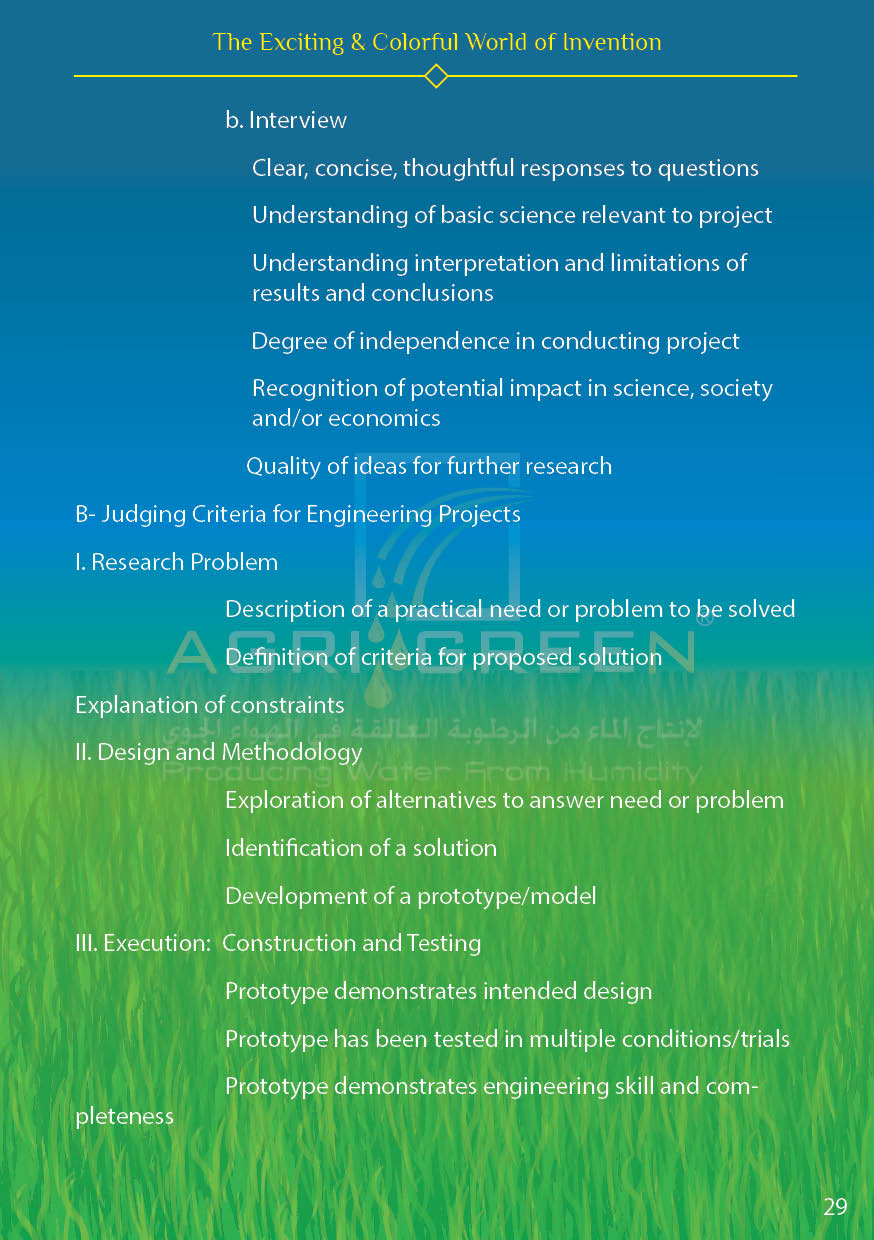 The Exciting & Colorful World of Invention
b. Interview
Clear, concise, thoughtful responses to questions
Understanding of basic science relevant to project
Understanding interpretation and limitations of
results and conclusions
Degree of independence in conducting project
Recognition of potential impact in science, society
and/or economics
Quality of ideas for further research
B- Judging Criteria for Engineering Projects
I. Research Problem
Description of a practical need or problem to be solved
AGRI GREEN®
Definition of criteria for proposed solution
Explanation of constraints
لإنتاج الماء من الرطوبة العالقة في الهواء الجوي
II. Design and Methodology
Producing Water From Humidity
Exploration of alternatives to answer need or problem
Identification of a solution
Development of a prototype/model
III. Execution:  Construction and Testing
Prototype demonstrates intended design
Prototype has been tested in multiple conditions/trials
Prototype demonstrates engineering skill and com-
pleteness
29